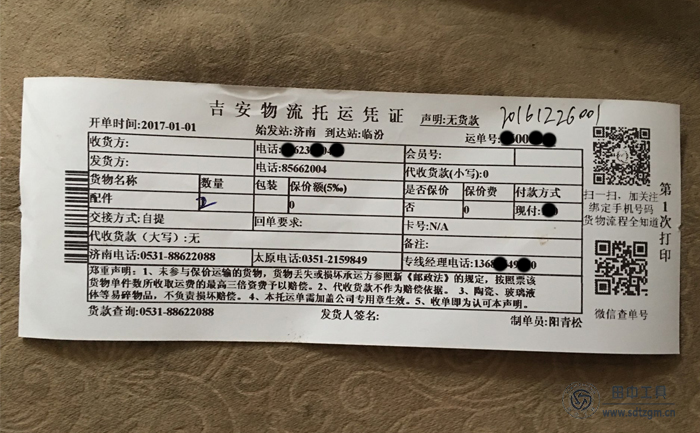 吉安物流托运凭证 声明:无货款 20161226001
开单时间:2017-01-01 始发站:济南 到达站:临汾 运单号:
收货方: 电话: 623 会员号:
发货方: 电话:85662004 代收货款(小写):0
货物名称 数量 包装 保价额(5‰) 是否保价 保价费 付款方式
配件 2 0 否 0 现付:
交接方式:自提 回单要求: 卡号:N/A
代收货款（大写）:无 备注:
济南电话:0531-88622088 太原电话:0351-2159849 专线经理电话:1368 49 0
郑重声明：1、未参与保价运输的货物，货物丢失或损坏承运方参照新《邮政法》的规定，按照票该
货物单件数所收取运费的最高三倍资费予以赔偿。2、代收货款不作为赔偿依据。 3、陶瓷、玻璃液
体等易碎物品，不负责损坏赔偿。4、本托运单需加盖公司专用章生效。5、收单即为认可本声明。
货款查询:0531-88622088 发货人签名: 制单员:阳青松
扫一扫，加关注
绑定手机号码
货物流程全知道
微信查单号
第1次打印
www.sdtzqm.cn